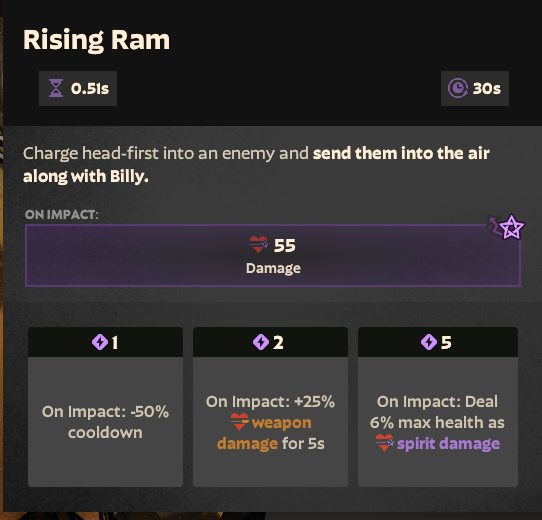 Rising Ram
0.51s
30s
Charge head-first into an enemy and send them into the air
along with Billy.
ON IMPACT:
55
Damage
1
On Impact: -50%
cooldown
2
On Impact: +25%
weapon
damage for 5s
5
On Impact: Deal
6% max health as
spirit damage